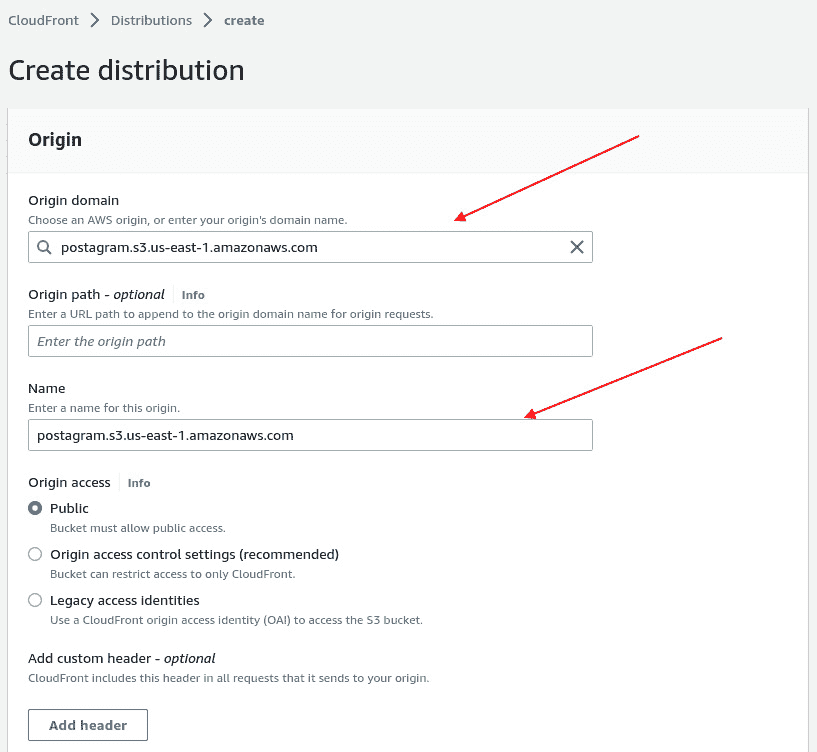 CloudFront > Distributions > create
Create distribution
Origin
Origin domain
Choose an AWS origin, or enter your origin's domain name.
postagram.s3.us-east-1.amazonaws.com
Origin path - optional Info
Enter a URL path to append to the origin domain name for origin requests.
Enter the origin path
Name
Enter a name for this origin.
postagram.s3.us-east-1.amazonaws.com
Origin access Info
Public
Bucket must allow public access.
Origin access control settings (recommended)
Bucket can restrict access to only CloudFront.
Legacy access identities
Use a CloudFront origin access identity (OAI) to access the S3 bucket.
Add custom header - optional
CloudFront includes this header in all requests that it sends to your origin.
Add header